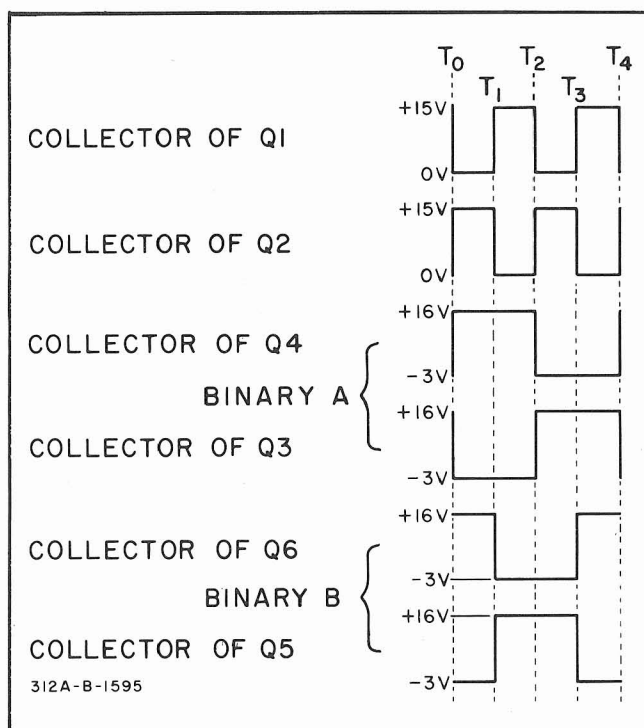 T0 T2 T4
T1 T3
+15V
COLLECTOR OF Q1
0V
+15V
COLLECTOR OF Q2
0V
+16V
COLLECTOR OF Q4
-3V
BINARY A
+16V
COLLECTOR OF Q3
-3V
+16V
COLLECTOR OF Q6
-3V
BINARY B
+16V
COLLECTOR OF Q5
-3V
312A-B-1595